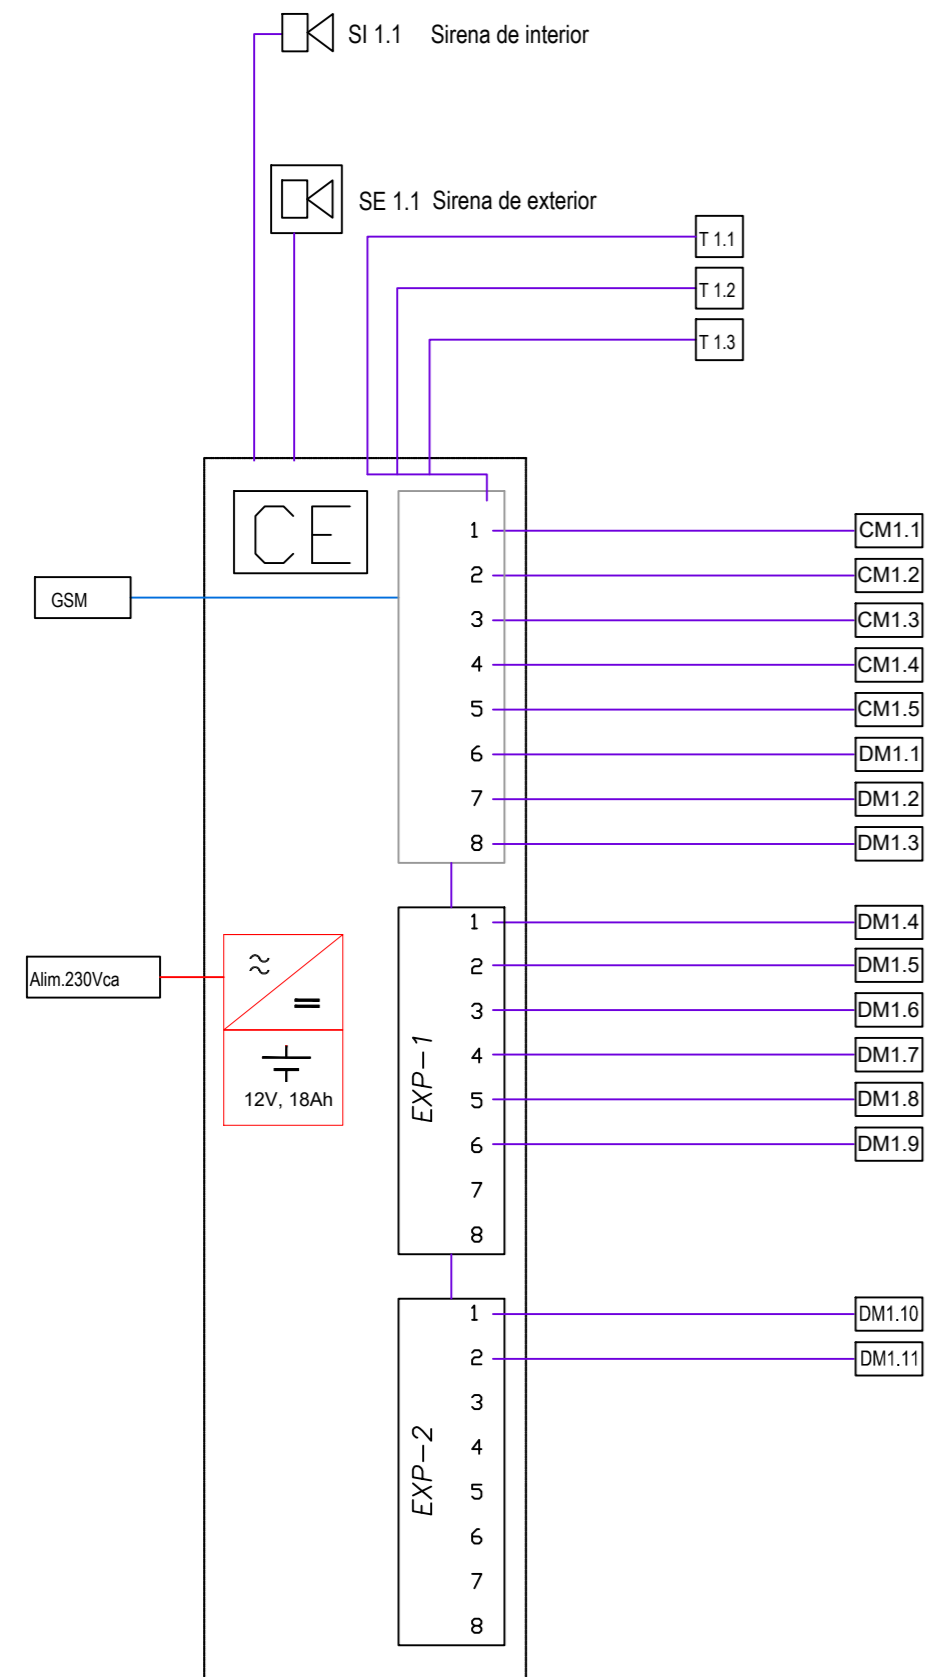 SI 1.1 Sirena de interior
SE 1.1 Sirena de exterior
T 1.1
T 1.2
T 1.3
CE
GSM
1 CM1.1
2 CM1.2
3 CM1.3
4 CM1.4
5 CM1.5
6 DM1.1
7 DM1.2
8 DM1.3
Alim.230Vca
12V, 18Ah
EXP-1
1 DM1.4
2 DM1.5
3 DM1.6
4 DM1.7
5 DM1.8
6 DM1.9
7
8
EXP-2
1 DM1.10
2 DM1.11
3
4
5
6
7
8